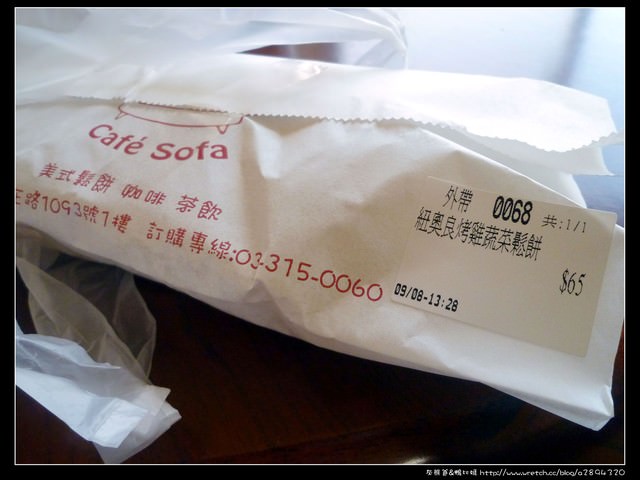 Café Sofa
美式鬆餅 咖啡 茶飲
正路1093號1樓 訂購專線:03-315-0060
外帶 0068 共:1/1
紐奧良烤雞蔬菜鬆餅
$65
09/08-13:28
http://www.wretch.cc/blog/a2894320